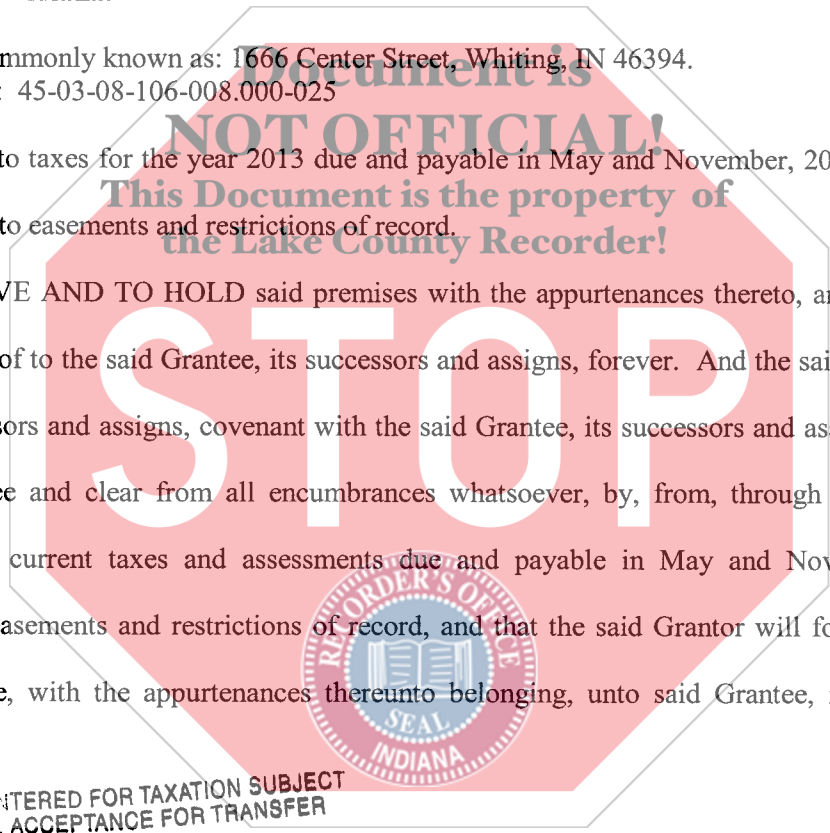 mmonly known as: 1666 Center Street, Whiting, IN 46394.
: 45-03-08-106-008.000-025
to taxes for the year 2013 due and payable in May and November, 20
to easements and restrictions of record.
VE AND TO HOLD said premises with the appurtenances thereto, a
of to the said Grantee, its successors and assigns, forever. And the sai
sors and assigns, covenant with the said Grantee, its successors and as
e and clear from all encumbrances whatsoever, by, from, through
current taxes and assessments due and payable in May and Nov
asements and restrictions of record, and that the said Grantor will fo
e, with the appurtenances thereunto belonging, unto said Grantee,
NTERED FOR TAXATION SUBJECT
ACCEPTANCE FOR TRANSFER
Document is
NOT OFFICIAL!
This Document is the property of
the Lake County Recorder!
STOP
RECORDER'S OFFICE
SEAL
INDIANA